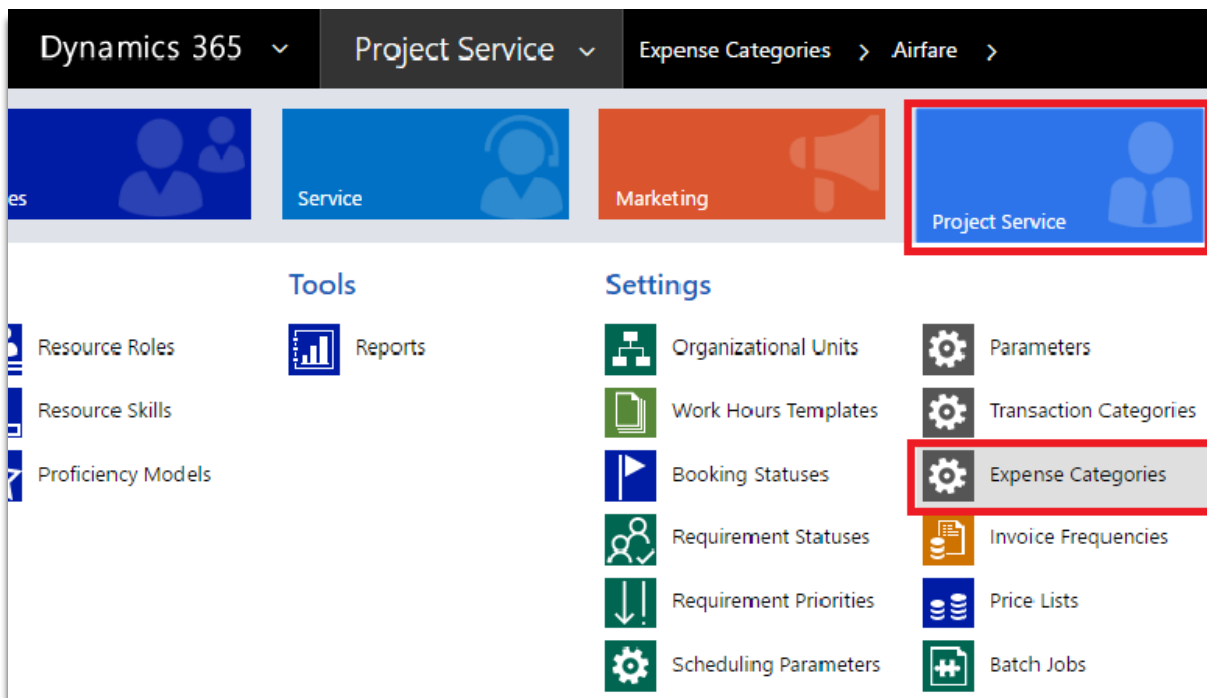 Dynamics 365 Project Service Expense Categories > Airfare >
es Service Marketing Project Service
Tools Settings
Resource Roles Reports Organizational Units Parameters
Resource Skills Work Hours Templates Transaction Categories
Proficiency Models Booking Statuses Expense Categories
Requirement Statuses Invoice Frequencies
Requirement Priorities Price Lists
Scheduling Parameters Batch Jobs